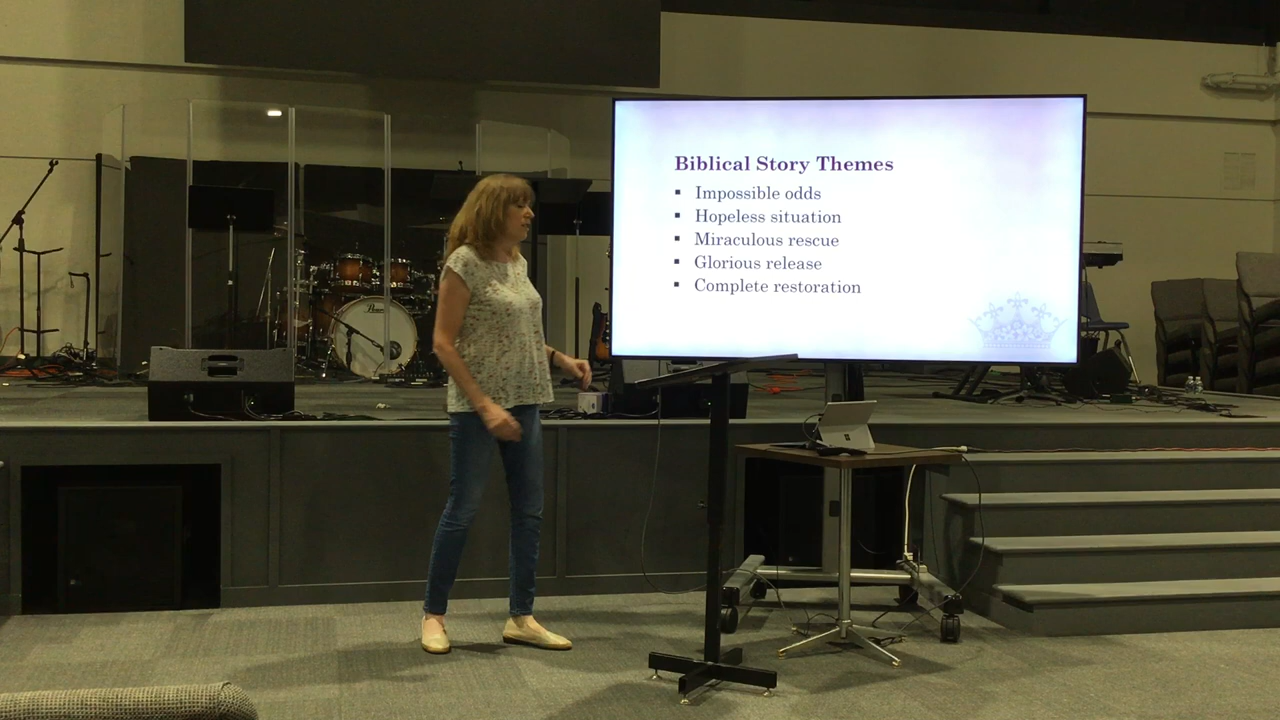 Biblical Story Themes
▪ Impossible odds
▪ Hopeless situation
▪ Miraculous rescue
▪ Glorious release
▪ Complete restoration